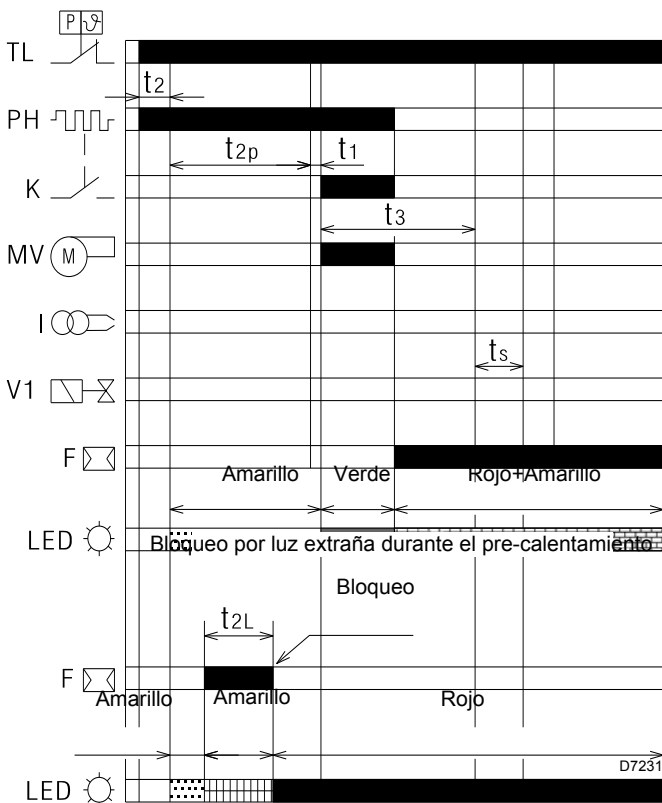 P ϑ
TL
t2
PH
t2p t1
K
t3
MV M
I
ts
V1
F
Amarillo Verde Rojo+Amarillo
LED Bloqueo por luz extraña durante el pre-calentamiento
Bloqueo
t2L
F
Amarillo Amarillo Rojo
D7231
LED